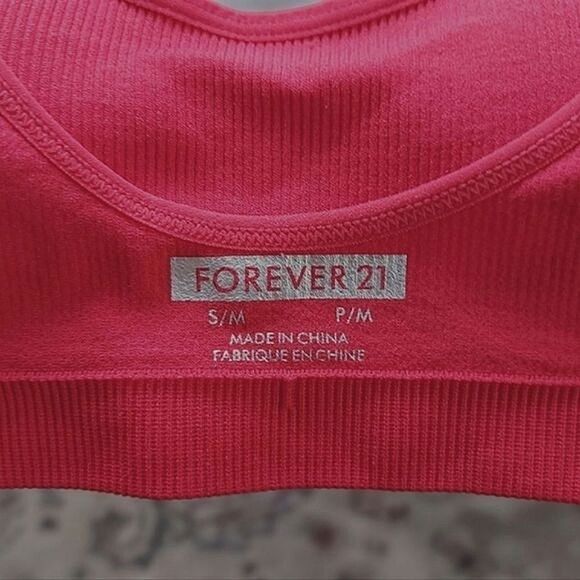 FOREVER 21
S/M P/M
MADE IN CHINA
FABRIQUE EN CHINE